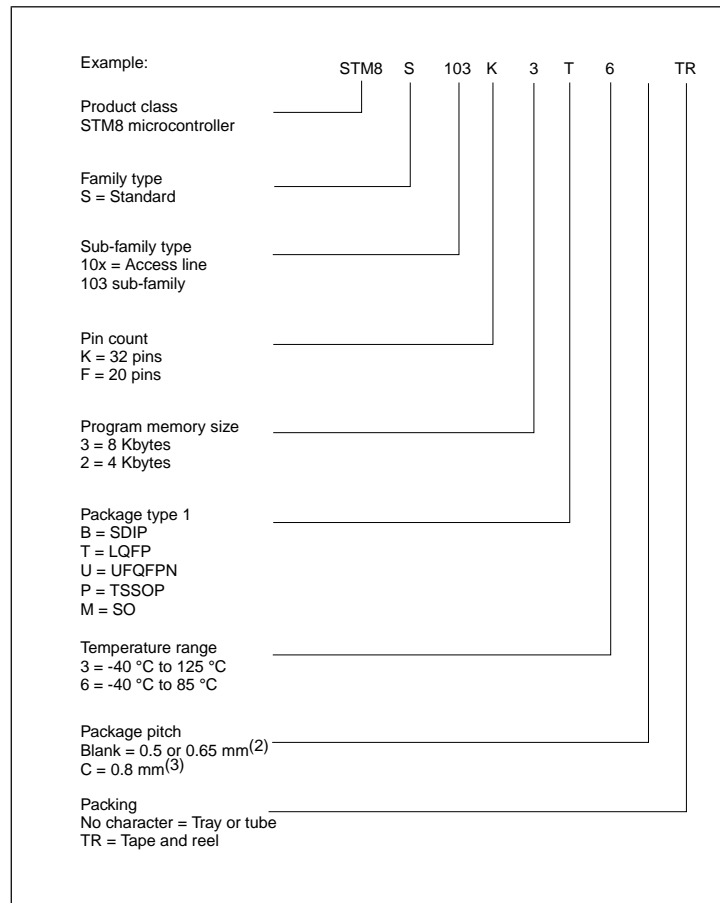 Example:
STM8 S 103 K 3 T 6 TR
Product class
STM8 microcontroller
Family type
S = Standard
Sub-family type
10x = Access line
103 sub-family
Pin count
K = 32 pins
F = 20 pins
Program memory size
3 = 8 Kbytes
2 = 4 Kbytes
Package type 1
B = SDIP
T = LQFP
U = UFQFPN
P = TSSOP
M = SO
Temperature range
3 = -40 °C to 125 °C
6 = -40 °C to 85 °C
Package pitch
Blank = 0.5 or 0.65 mm(2)
C = 0.8 mm(3)
Packing
No character = Tray or tube
TR = Tape and reel